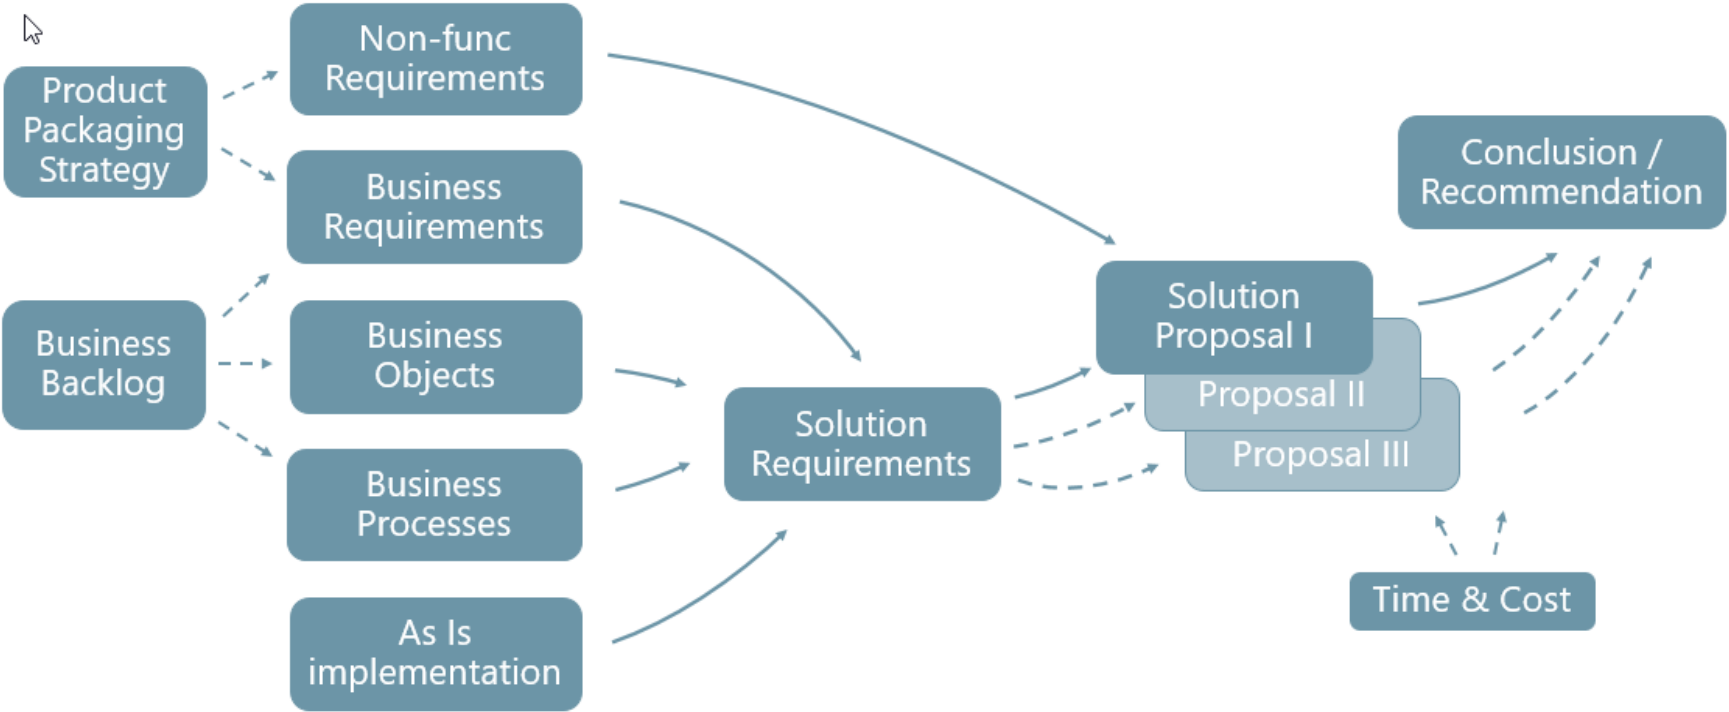 Product
Packaging
Strategy
Business
Backlog
Non-func
Requirements
Business
Requirements
Business
Objects
Business
Processes
As Is
implementation
Solution
Requirements
Solution
Proposal I
Proposal II
Proposal III
Time & Cost
Conclusion /
Recommendation